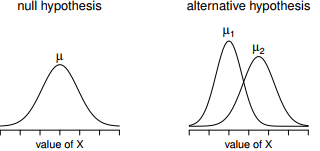 null hypothesis
μ
value of X
alternative hypothesis
μ1
μ2
value of X